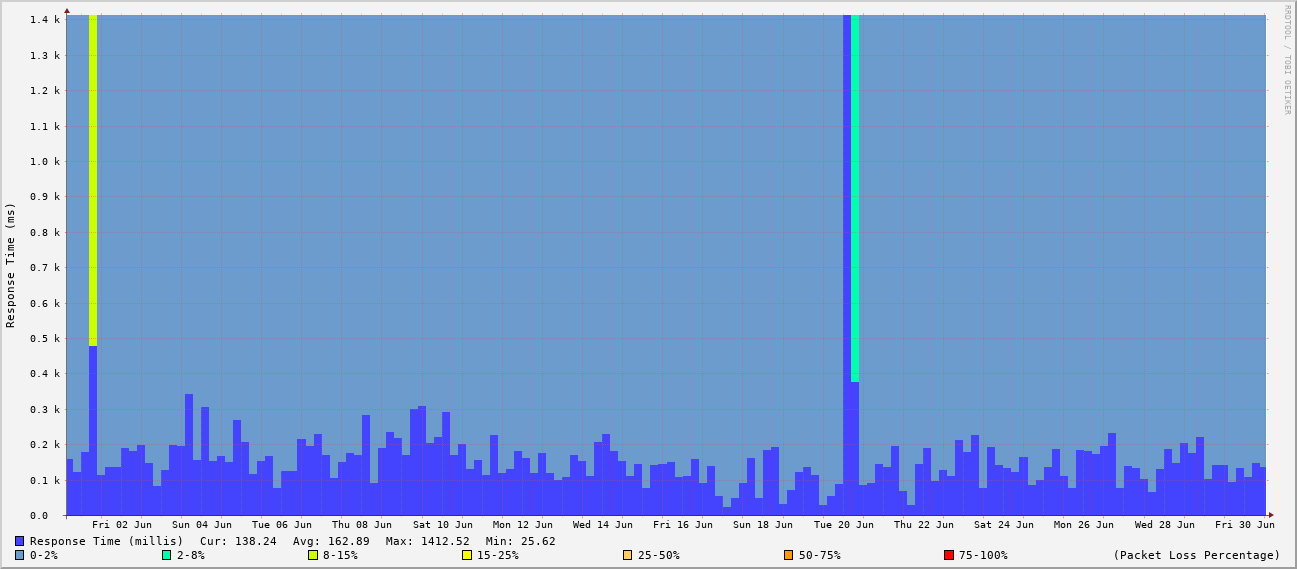 1.4 k
1.3 k
1.2 k
1.1 k
1.0 k
0.9 k
0.8 k
0.7 k
0.6 k
0.5 k
0.4 k
0.3 k
0.2 k
0.1 k
0.0
Response Time (ms)
RRDTOOL / TOBI OETIKER
Fri 02 Jun Sun 04 Jun Tue 06 Jun Thu 08 Jun Sat 10 Jun Mon 12 Jun Wed 14 Jun Fri 16 Jun Sun 18 Jun Tue 20 Jun Thu 22 Jun Sat 24 Jun Mon 26 Jun Wed 28 Jun Fri 30 Jun
Response Time (millis) Cur: 138.24 Avg: 162.89 Max: 1412.52 Min: 25.62
0-2% 2-8% 8-15% 15-25% 25-50% 50-75% 75-100% (Packet Loss Percentage)